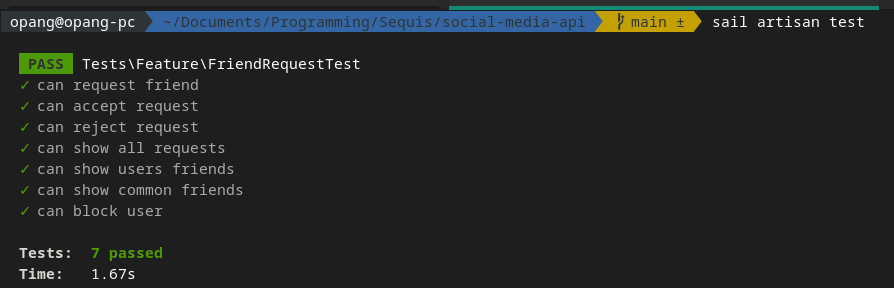 opang@opang-pc ~/Documents/Programming/Sequis/social-media-api main ± sail artisan test
PASS Tests\Feature\FriendRequestTest
✓ can request friend
✓ can accept request
✓ can reject request
✓ can show all requests
✓ can show users friends
✓ can show common friends
✓ can block user
Tests: 7 passed
Time: 1.67s